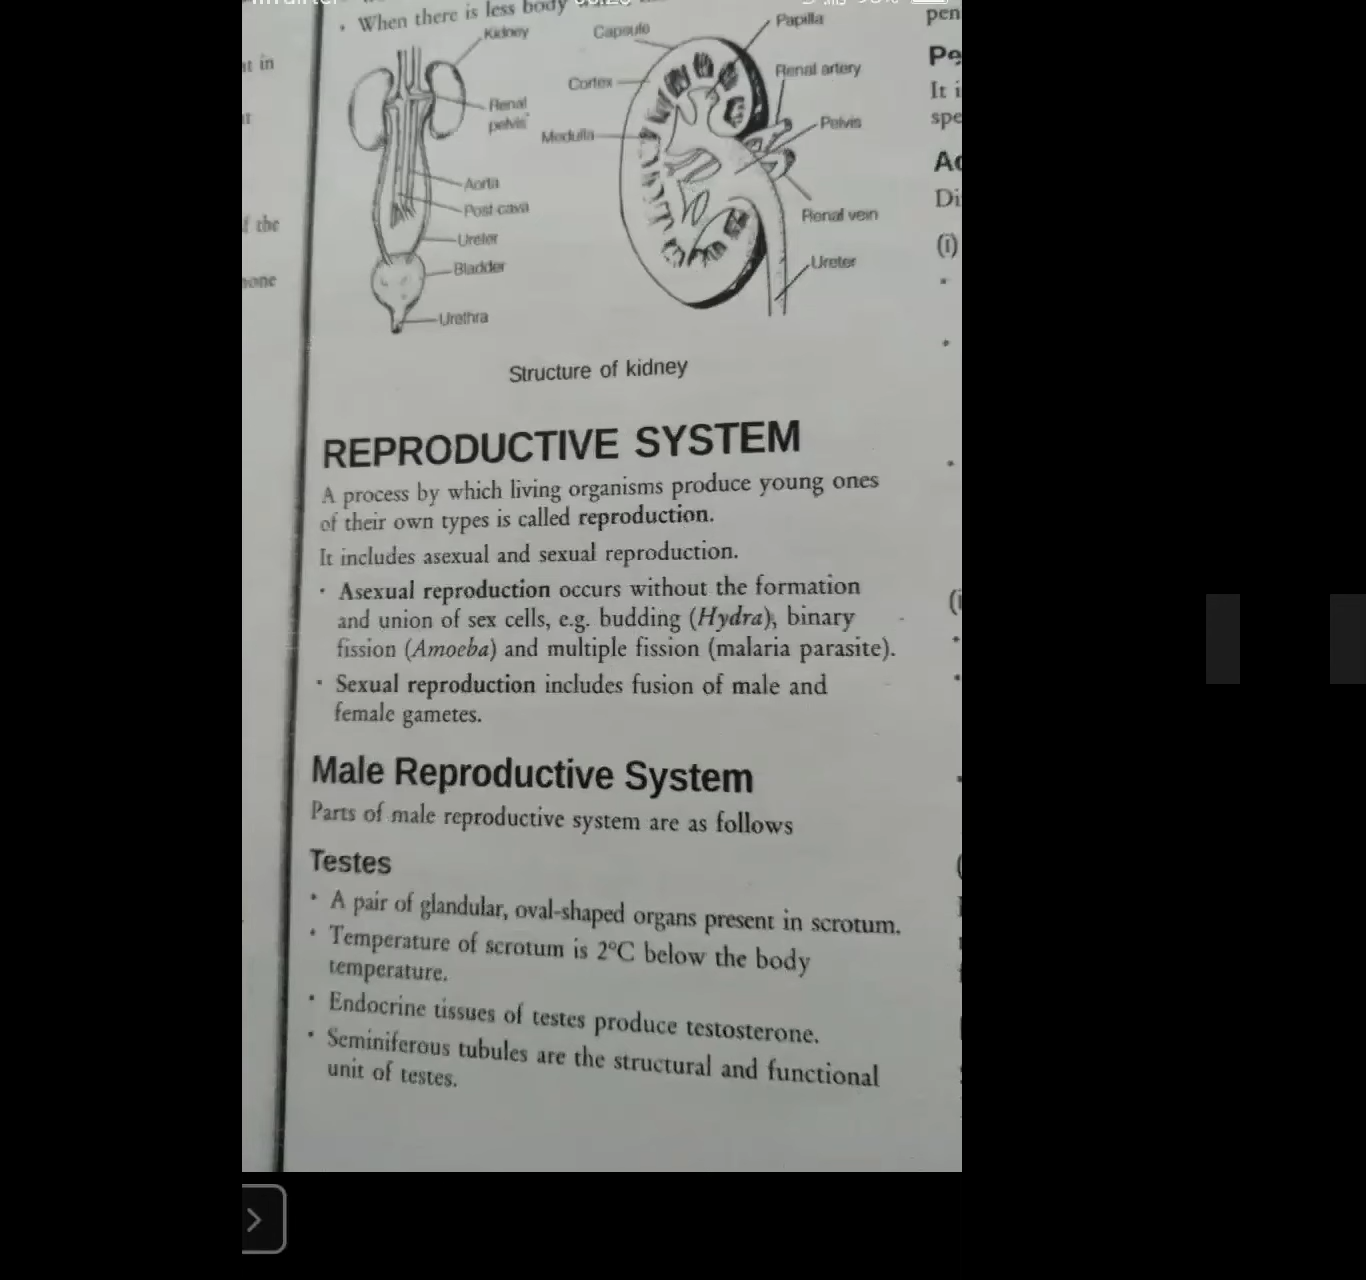 • When there is less body
Kidney
Renal
pelvis
Aorta
Post cava
Ureter
Bladder
Urethra
Capsule
Papilla
Cortex
Renal artery
Medulla
Pelvis
Renal vein
Ureter
Structure of kidney
REPRODUCTIVE SYSTEM
A process by which living organisms produce young ones
of their own types is called reproduction.
It includes asexual and sexual reproduction.
• Asexual reproduction occurs without the formation
and union of sex cells, e.g. budding (Hydra), binary
fission (Amoeba) and multiple fission (malaria parasite).
• Sexual reproduction includes fusion of male and
female gametes.
Male Reproductive System
Parts of male reproductive system are as follows
Testes
• A pair of glandular, oval-shaped organs present in scrotum.
• Temperature of scrotum is 2°C below the body
temperature.
• Endocrine tissues of testes produce testosterone.
• Seminiferous tubules are the structural and functional
unit of testes.
in
the
pen
It
(i)